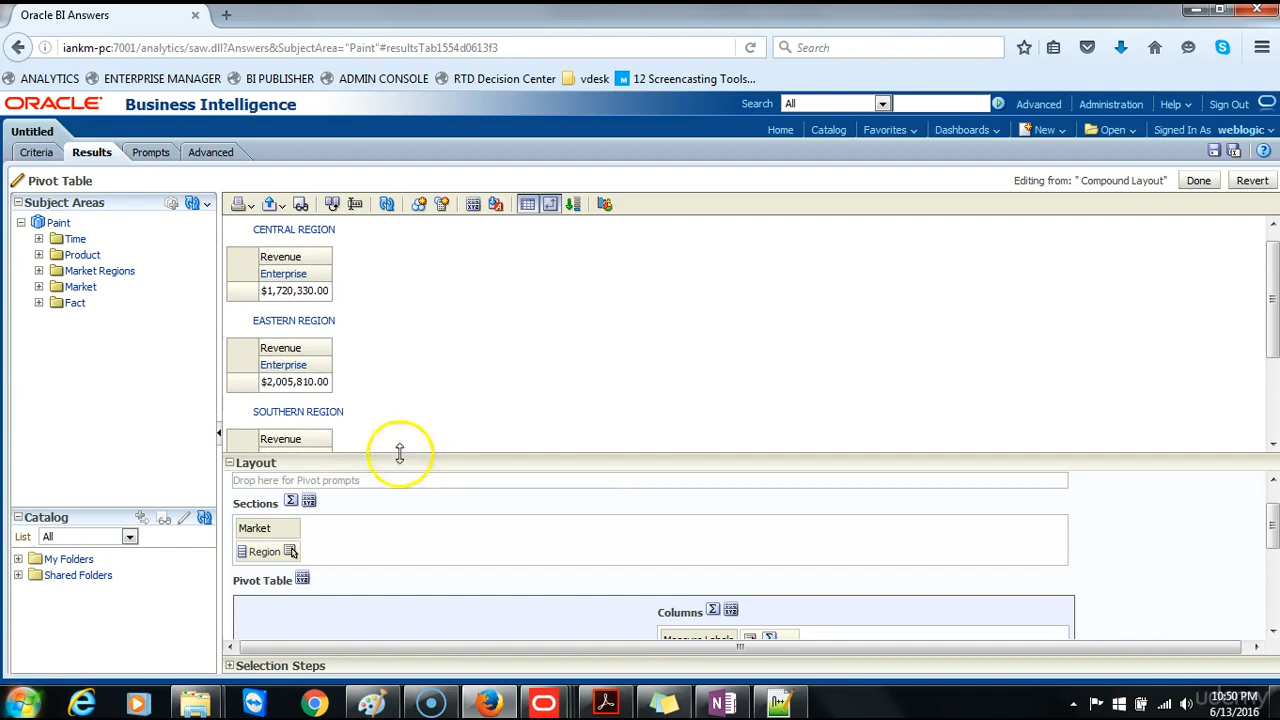 Oracle BI Answers
iankm-pc:7001/analytics/saw.dll?Answers&SubjectArea="Paint"#resultsTab1554d0613f3
Search
ANALYTICS ENTERPRISE MANAGER BI PUBLISHER ADMIN CONSOLE RTD Decision Center vdesk 12 Screencasting Tools...
ORACLE Business Intelligence
Search All Advanced Administration Help Sign Out
Untitled
Home Catalog Favorites Dashboards New Open Signed In As weblogic
Criteria Results Prompts Advanced
Pivot Table
Editing from: "Compound Layout" Done Revert
Subject Areas
Paint
Time
Product
Market Regions
Market
Fact
CENTRAL REGION
Revenue
Enterprise
$1,720,330.00
EASTERN REGION
Revenue
Enterprise
$2,005,810.00
SOUTHERN REGION
Revenue
Layout
Drop here for Pivot prompts
Sections
Market
Region
Pivot Table
Columns
Measure Labels
Catalog
List All
My Folders
Shared Folders
Selection Steps
10:50 PM
6/13/2016
udemy